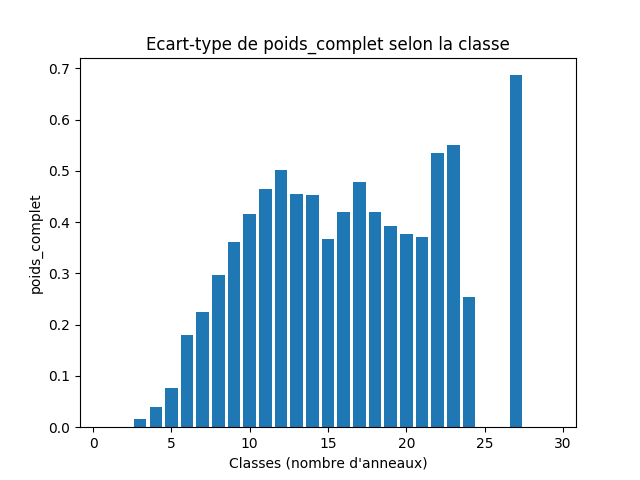 Ecart-type de poids_complet selon la classe
0.7
0.6
0.5
0.4
0.3
0.2
0.1
0.0
poids_complet
0 5 10 15 20 25 30
Classes (nombre d'anneaux)